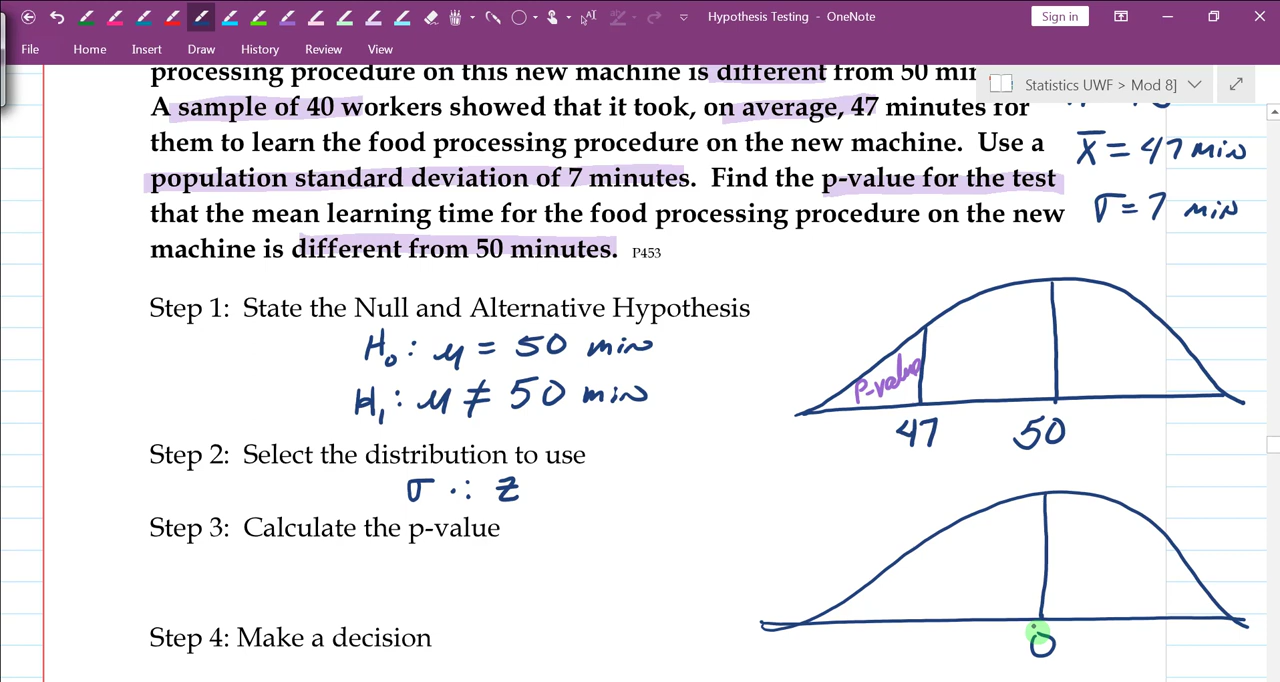 Hypothesis Testing - OneNote
Sign in
File Home Insert Draw History Review View
processing procedure on this new machine is different from 50 min
Statistics UWF > Mod 8]
A sample of 40 workers showed that it took, on average, 47 minutes for
them to learn the food processing procedure on the new machine. Use a
x̄ = 47 min
population standard deviation of 7 minutes. Find the p-value for the test
that the mean learning time for the food processing procedure on the new
σ = 7 min
machine is different from 50 minutes. P453
Step 1: State the Null and Alternative Hypothesis
H₀ : μ = 50 min
H₁ : μ ≠ 50 min
P-value
47 50
Step 2: Select the distribution to use
σ ∴ z
Step 3: Calculate the p-value
Step 4: Make a decision
0